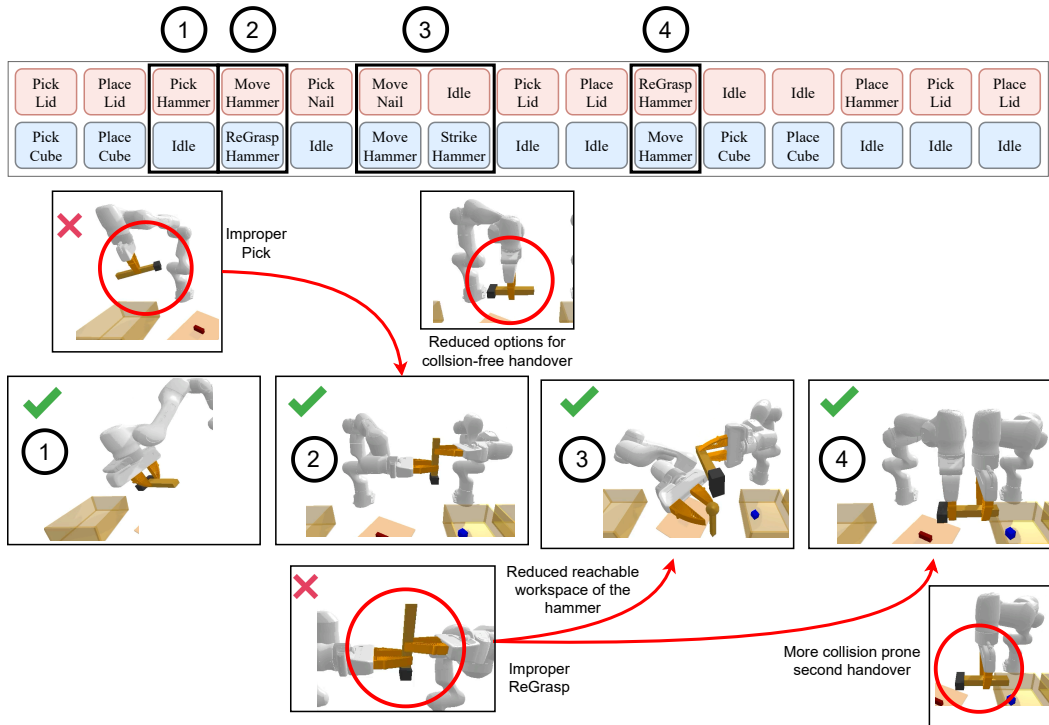 1
2
3
4
Pick
Lid
Place
Lid
Pick
Hammer
Move
Hammer
Pick
Nail
Move
Nail
Idle
Pick
Lid
Place
Lid
ReGrasp
Hammer
Idle
Idle
Place
Hammer
Pick
Lid
Place
Lid
Pick
Cube
Place
Cube
Idle
ReGrasp
Hammer
Idle
Move
Hammer
Strike
Hammer
Idle
Idle
Move
Hammer
Pick
Cube
Place
Cube
Idle
Idle
Idle
Improper
Pick
Reduced options for
collsion-free handover
1
2
3
4
Reduced reachable
workspace of the
hammer
Improper
ReGrasp
More collision prone
second handover